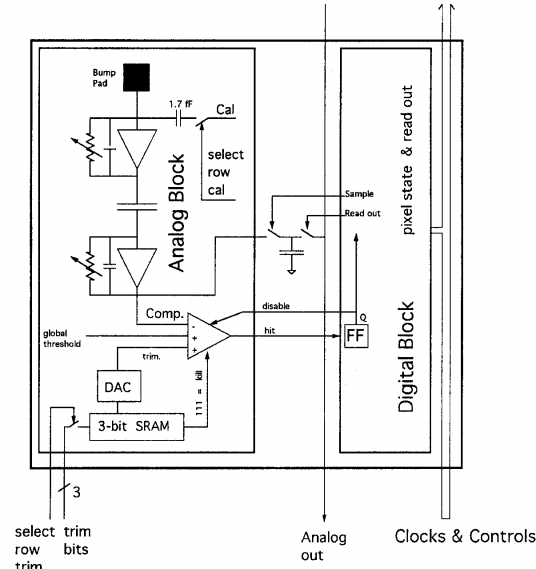 Bump
Pad
1.7 fF
Cal
select
row
cal
Analog Block
Sample
Read out
pixel state & read out
Comp.
disable
Q
global
threshold
-
+
+
hit
FF
trim.
DAC
111 = kill
3-bit SRAM
Digital Block
3
select trim
row bits
trim
Analog
out
Clocks & Controls